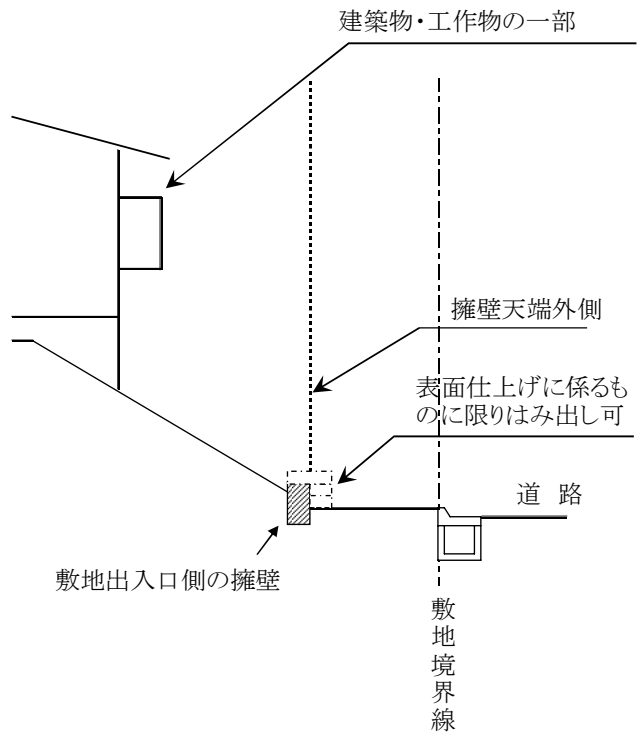 建築物・工作物の一部
擁壁天端外側
表面仕上げに係るも
のに限りはみ出し可
道 路
敷地出入口側の擁壁
敷地境界線